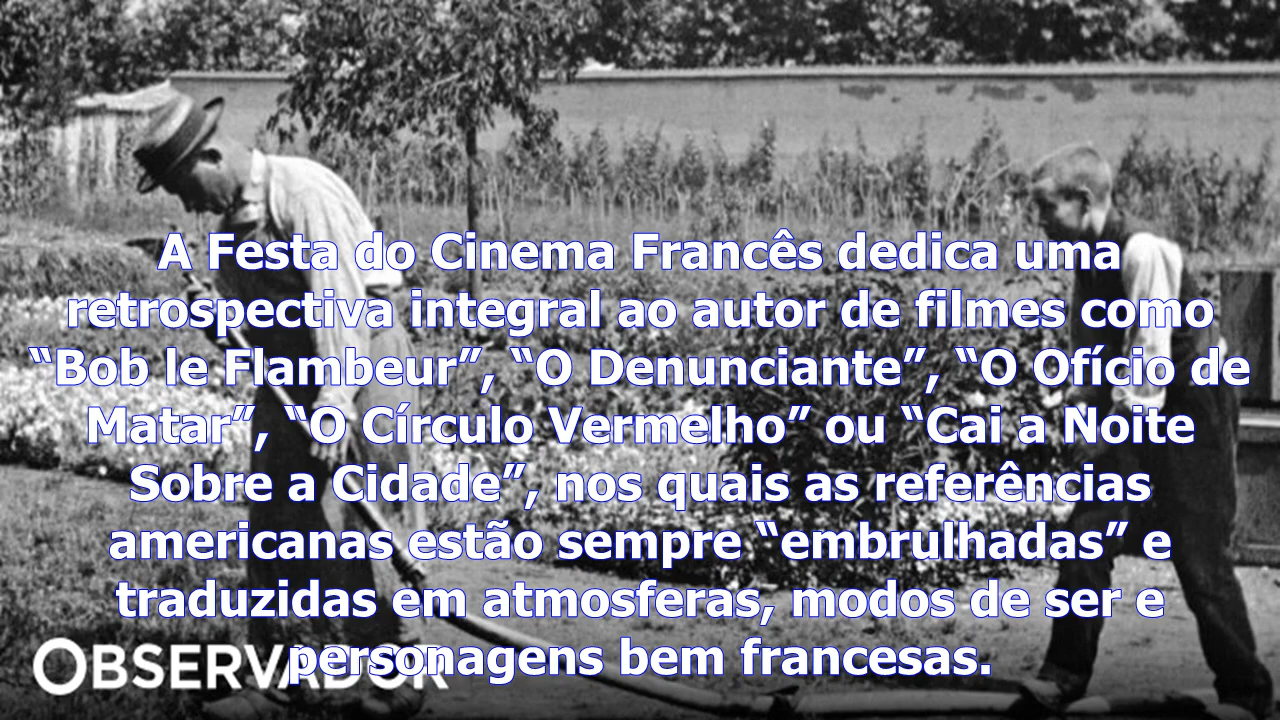 A Festa do Cinema Francês dedica uma
retrospectiva integral ao autor de filmes como
“Bob le Flambeur”, “O Denunciante”, “O Ofício de
Matar”, “O Círculo Vermelho” ou “Cai a Noite
Sobre a Cidade”, nos quais as referências
americanas estão sempre “embrulhadas” e
traduzidas em atmosferas, modos de ser e
personagens bem francesas.
OBSERVADOR